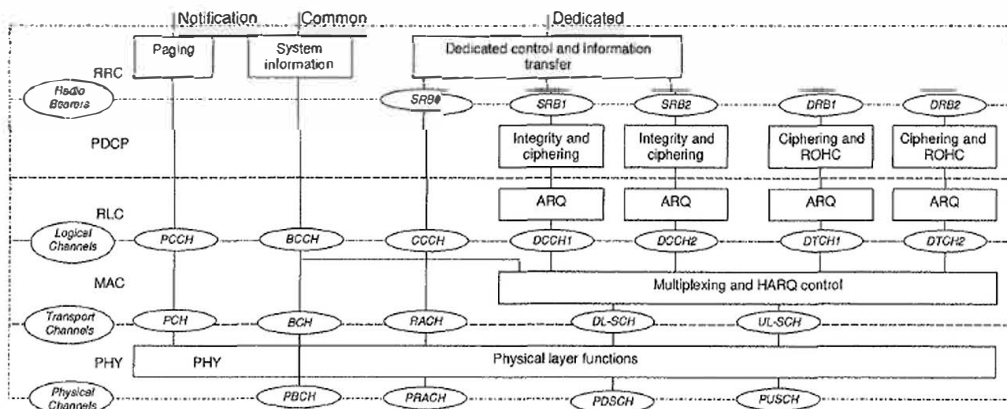 Notification Common Dedicated
Paging
System
information
Dedicated control and information
transfer
RRC
Radio
Bearers
SRB0 SRB1 SRB2 DRB1 DRB2
PDCP
Integrity and
ciphering
Integrity and
ciphering
Ciphering and
ROHC
Ciphering and
ROHC
RLC
ARQ ARQ ARQ ARQ
Logical
Channels
PCCH BCCH CCCH DCCH1 DCCH2 DTCH1 DTCH2
MAC
Multiplexing and HARQ control
Transport
Channels
PCH BCH RACH DL-SCH UL-SCH
PHY PHY Physical layer functions
Physical
Channels
PBCH PRACH PDSCH PUSCH